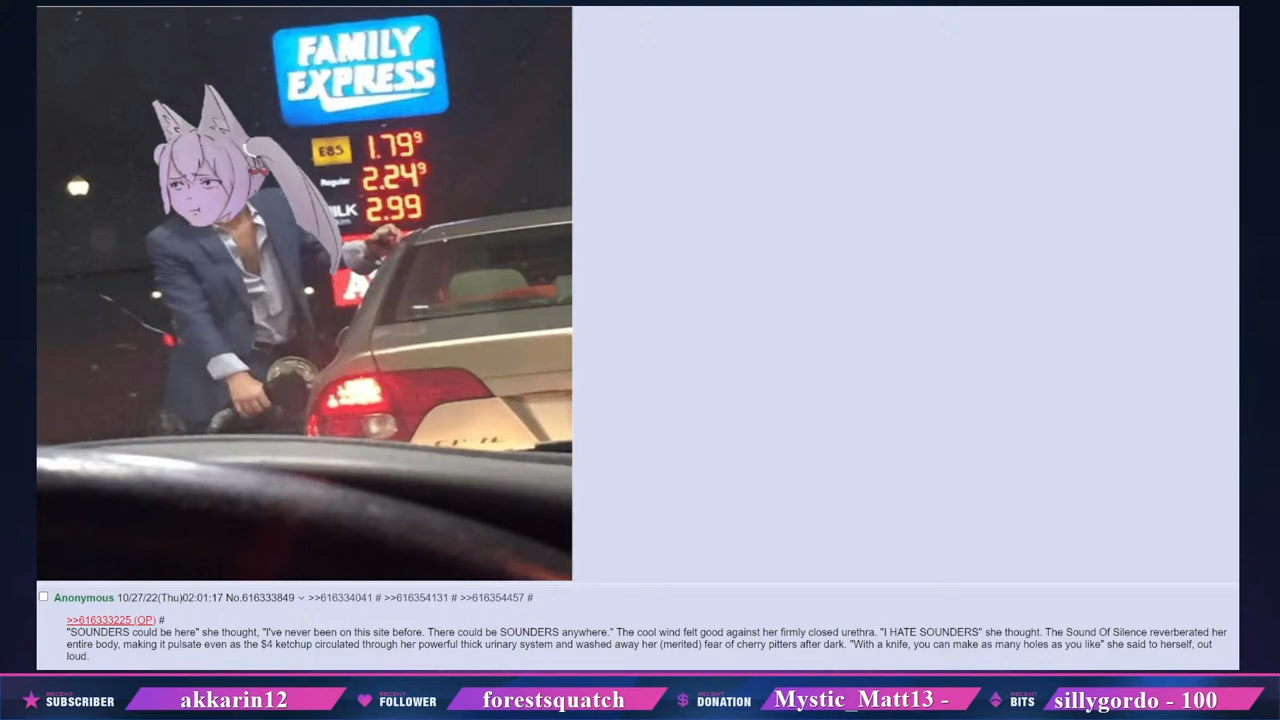 FAMILY
EXPRESS
E85 1.79⁹
Regular 2.24⁹
ILK 2.99
Anonymous 10/27/22(Thu)02:01:17 No.616333849 >>616334041 # >>616354131 # >>616354457 #
>>616333225 (OP) #
"SOUNDERS could be here" she thought, "I've never been on this site before. There could be SOUNDERS anywhere." The cool wind felt good against her firmly closed urethra. "I HATE SOUNDERS" she thought. The Sound Of Silence reverberated her
entire body, making it pulsate even as the $4 ketchup circulated through her powerful thick urinary system and washed away her (merited) fear of cherry pitters after dark. "With a knife, you can make as many holes as you like" she said to herself, out
loud.
RECENT
SUBSCRIBER akkarin12
RECENT
FOLLOWER forestsquatch
RECENT
DONATION Mystic_Matt13 -
RECENT
BITS sillygordo - 100